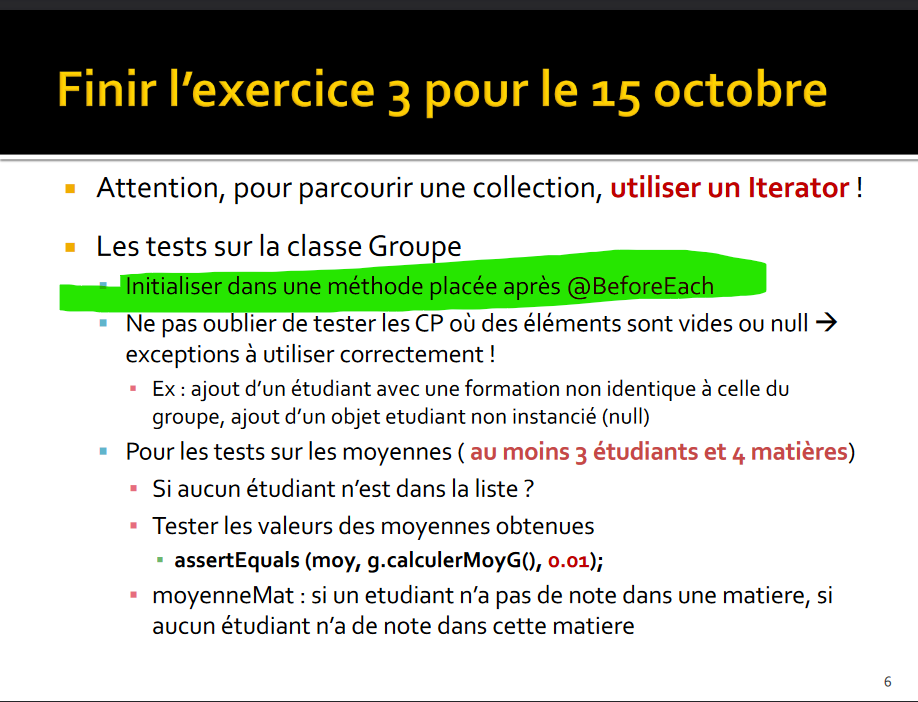 Finir l’exercice 3 pour le 15 octobre
Attention, pour parcourir une collection, utiliser un Iterator !
Les tests sur la classe Groupe
Initialiser dans une méthode placée après @BeforeEach
Ne pas oublier de tester les CP où des éléments sont vides ou null →
exceptions à utiliser correctement !
Ex : ajout d’un étudiant avec une formation non identique à celle du
groupe, ajout d’un objet etudiant non instancié (null)
Pour les tests sur les moyennes ( au moins 3 étudiants et 4 matières)
Si aucun étudiant n’est dans la liste ?
Tester les valeurs des moyennes obtenues
assertEquals (moy, g.calculerMoyG(), 0.01);
moyenneMat : si un etudiant n’a pas de note dans une matiere, si
aucun étudiant n’a de note dans cette matiere
6